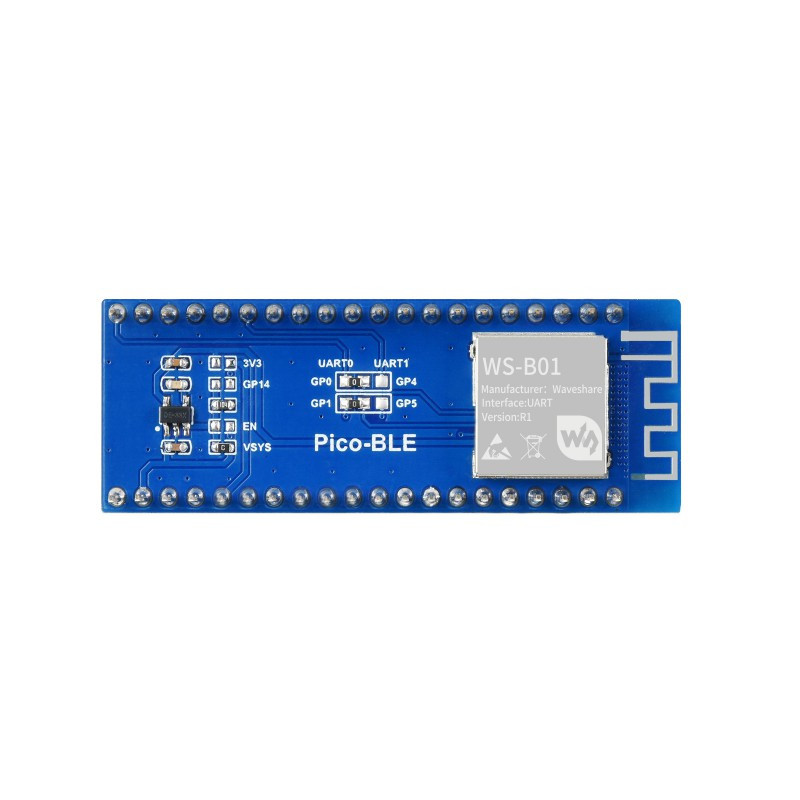 3V3
GP14
EN
VSYS
UART0 UART1
GP0 GP4
GP1 GP5
Pico-BLE
WS-B01
Manufacturer: Waveshare
Interface:UART
Version:R1